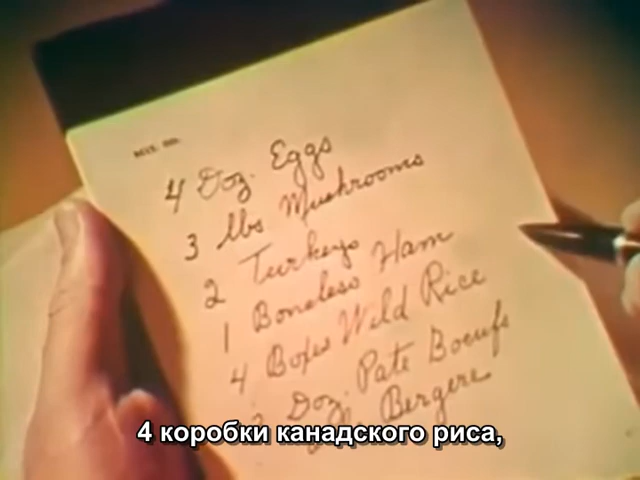 4 Doz. Eggs
3 lbs Mushrooms
2 Turkeys
1 Boneless Ham
4 Boxes Wild Rice
Doz. Pate Boeufs
Bergere
4 коробки канадского риса,